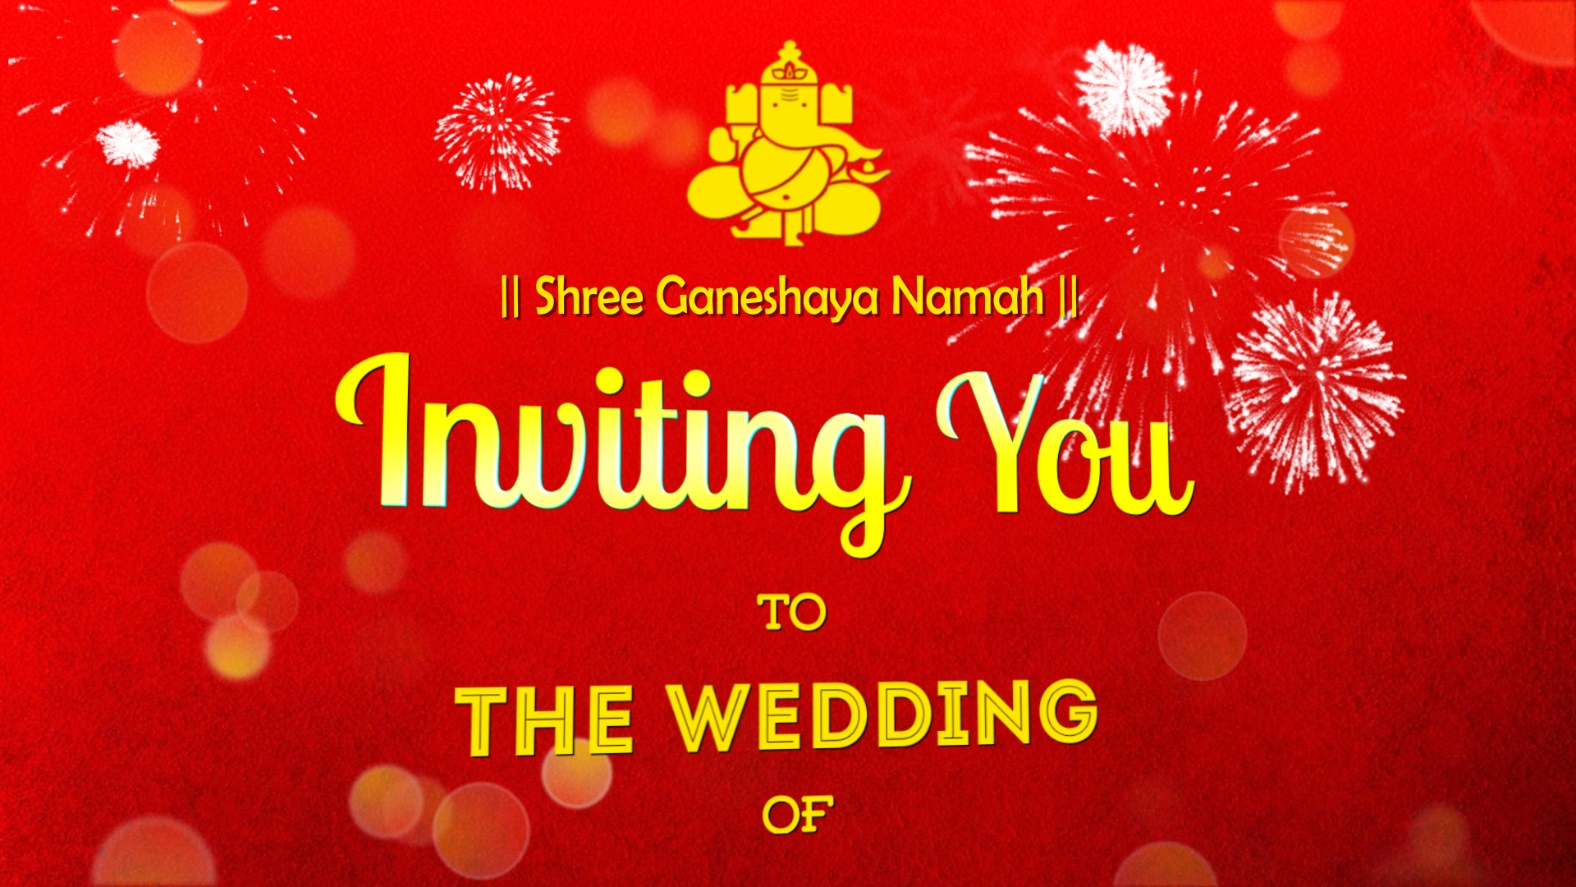 || Shree Ganeshaya Namah ||
Inviting You
TO
THE WEDDING
OF